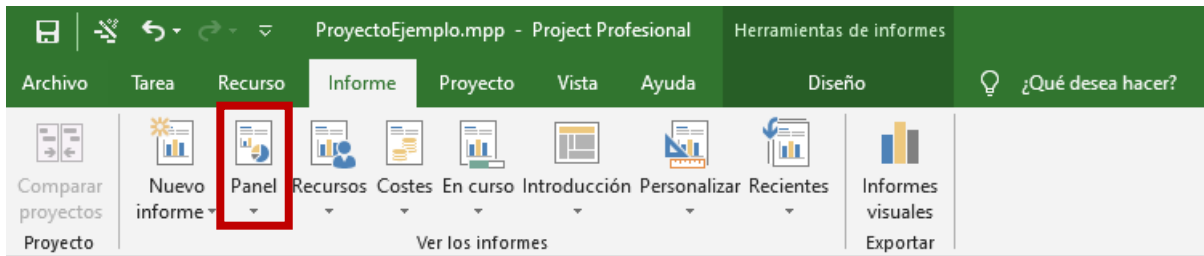 ProyectoEjemplo.mpp - Project Profesional Herramientas de informes
Archivo Tarea Recurso Informe Proyecto Vista Ayuda Diseño ¿Qué desea hacer?
Comparar proyectos
Nuevo informe
Panel
Recursos
Costes
En curso
Introducción
Personalizar
Recientes
Informes visuales
Proyecto Ver los informes Exportar